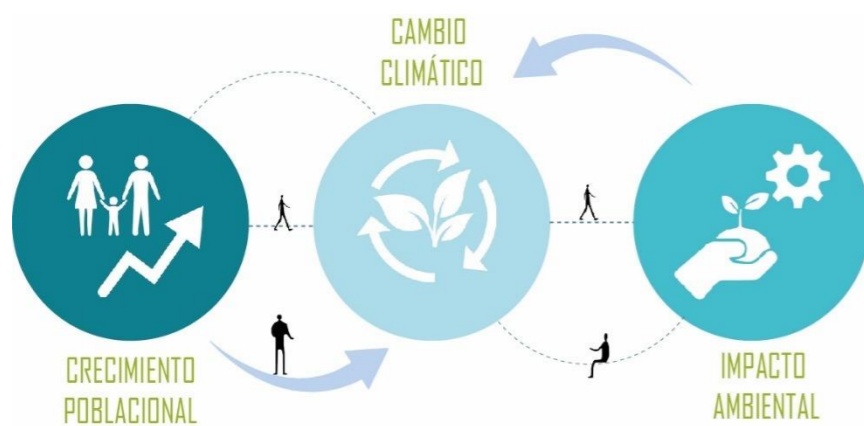 CAMBIO
CLIMÁTICO
CRECIMIENTO
POBLACIONAL
IMPACTO
AMBIENTAL